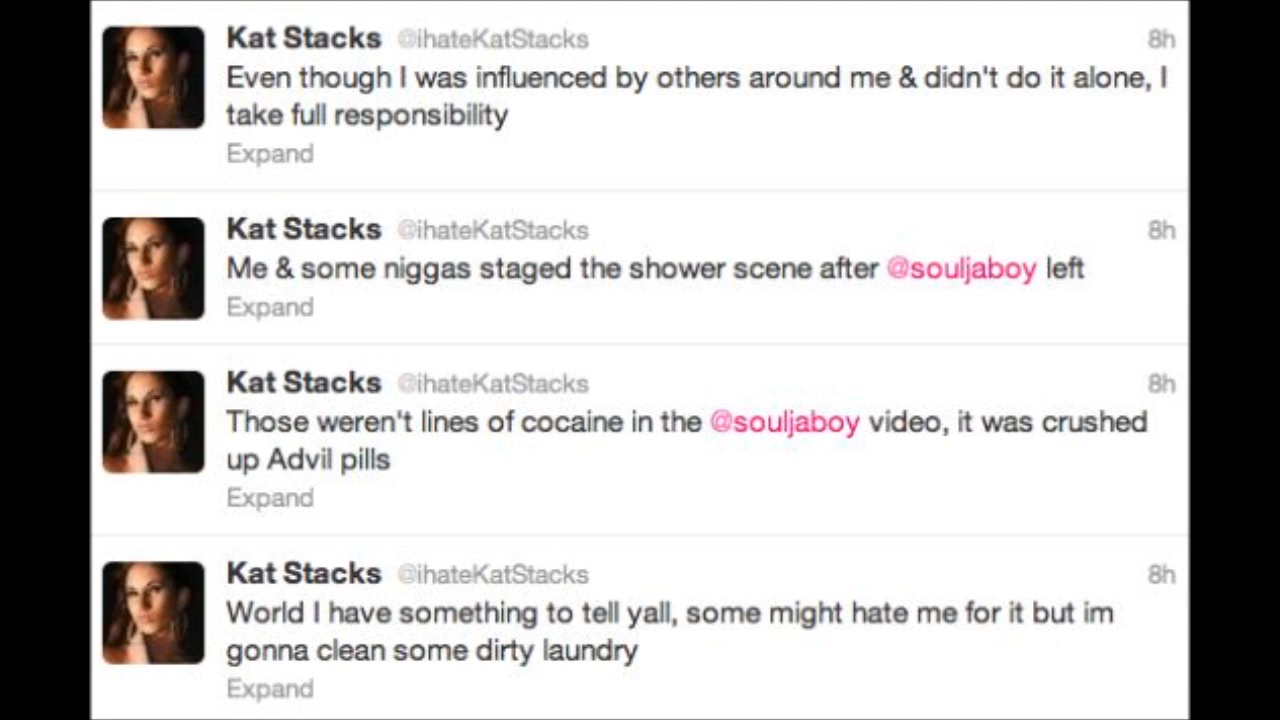 Kat Stacks @ihateKatStacks 8h
Even though I was influenced by others around me & didn't do it alone, I
take full responsibility
Expand
Kat Stacks @ihateKatStacks 8h
Me & some niggas staged the shower scene after @souljaboy left
Expand
Kat Stacks @ihateKatStacks 8h
Those weren't lines of cocaine in the @souljaboy video, it was crushed
up Advil pills
Expand
Kat Stacks @ihateKatStacks 8h
World I have something to tell yall, some might hate me for it but im
gonna clean some dirty laundry
Expand